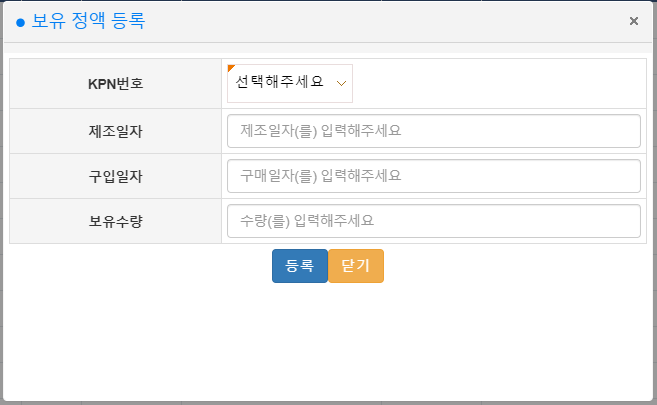 보유 정액 등록
×
KPN번호 선택해주세요
제조일자 제조일자(를) 입력해주세요
구입일자 구매일자(를) 입력해주세요
보유수량 수량(를) 입력해주세요
등록 닫기